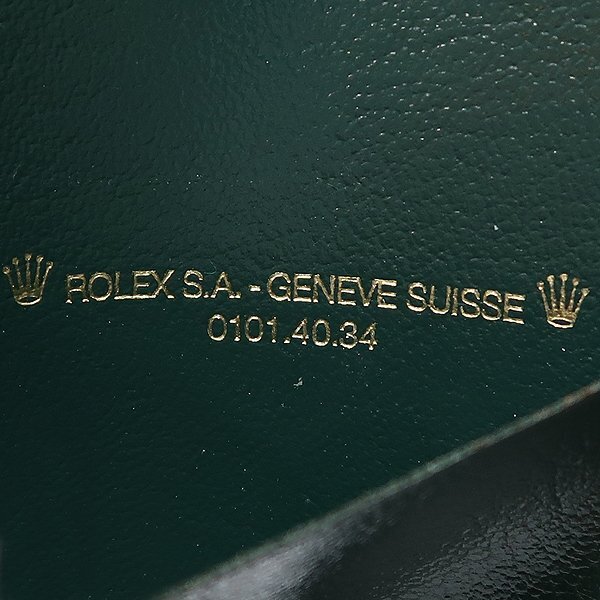 ROLEX S.A. - GENEVE SUISSE
0101.40.34